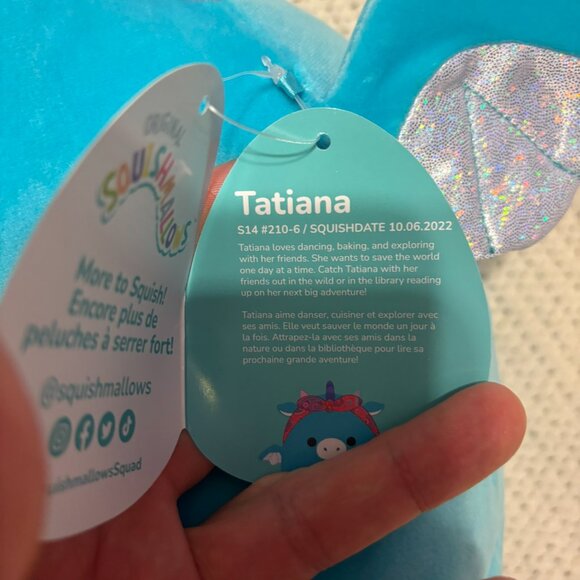 ORIGINAL
SQUISHMALLOWS
More to Squish!
Encore plus de
peluches à serrer fort!
@squishmallows
uishmallowsSquad
Tatiana
S14 #210-6 / SQUISHDATE 10.06.2022
Tatiana loves dancing, baking, and exploring
with her friends. She wants to save the world
one day at a time. Catch Tatiana with her
friends out in the wild or in the library reading
up on her next big adventure!
Tatiana aime danser, cuisiner et explorer avec
ses amis. Elle veut sauver le monde un jour à
la fois. Attrapez-la avec ses amis dans la
nature ou dans la bibliothèque pour lire sa
prochaine grande aventure!